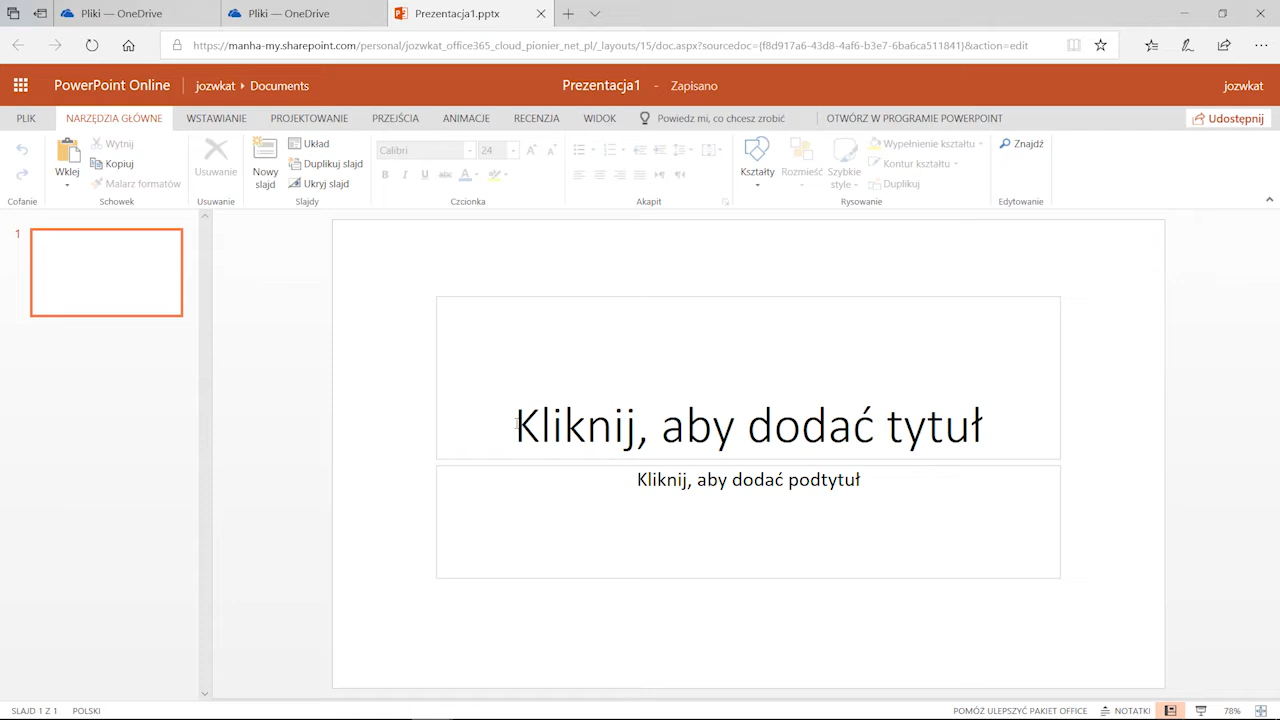 Pliki — OneDrive
Pliki — OneDrive
Prezentacja1.pptx
https://manha-my.sharepoint.com/personal/jozwkat_office365_cloud_pionier_net_pl/_layouts/15/doc.aspx?sourcedoc={f8d917a6-43d8-4af6-b3e7-6ba6ca511841}&action=edit
PowerPoint Online
jozwkat
Documents
Prezentacja1 - Zapisano
jozwkat
PLIK
NARZĘDZIA GŁÓWNE
WSTAWIANIE
PROJEKTOWANIE
PRZEJŚCIA
ANIMACJE
RECENZJA
WIDOK
Powiedz mi, co chcesz zrobić
OTWÓRZ W PROGRAMIE POWERPOINT
Udostępnij
Wklej
Wytnij
Kopiuj
Malarz formatów
Usuwanie
Nowy
slajd
Układ
Duplikuj slajd
Ukryj slajd
Calibri
24
Kształty
Rozmieść
Szybkie
style
Wypełnienie kształtu
Kontur kształtu
Duplikuj
Znajdź
Cofanie
Schowek
Usuwanie
Slajdy
Czcionka
Akapit
Rysowanie
Edytowanie
1
Kliknij, aby dodać tytuł
Kliknij, aby dodać podtytuł
SLAJD 1 Z 1
POLSKI
POMÓŻ ULEPSZYĆ PAKIET OFFICE
NOTATKI
78%